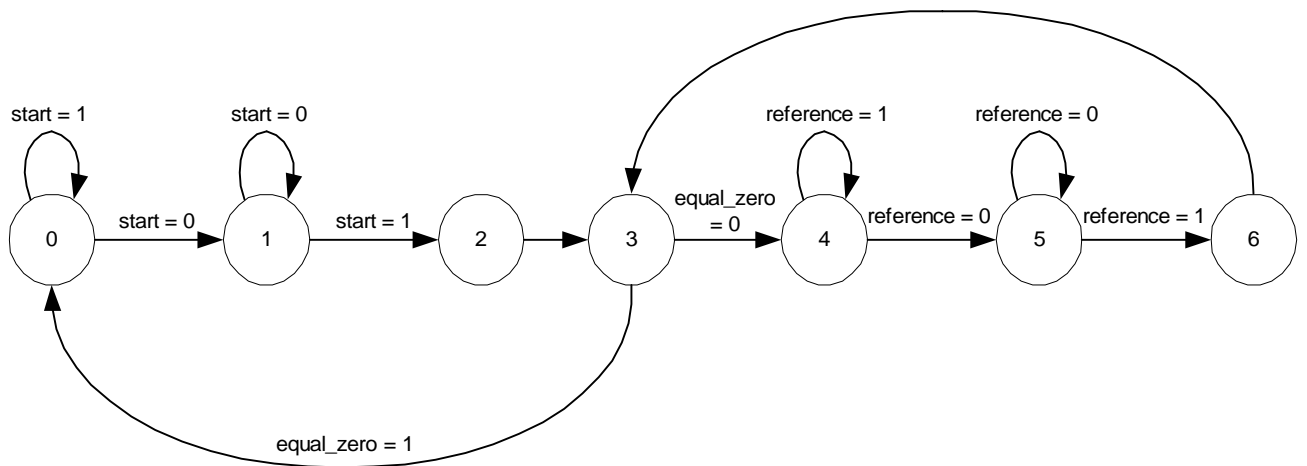 start = 1
start = 0
reference = 1
reference = 0
equal_zero
= 0
start = 0
start = 1
reference = 0
reference = 1
0
1
2
3
4
5
6
equal_zero = 1